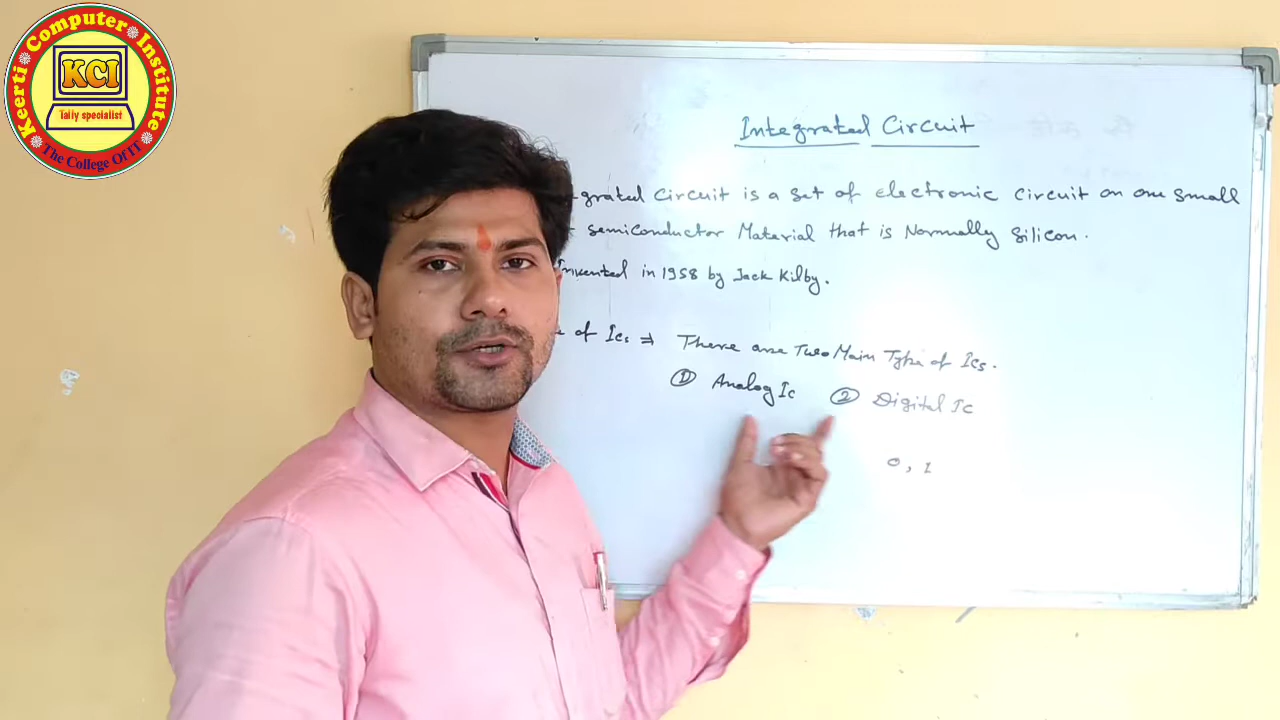 Keerti Computer Institute
KCI
Tally specialist
The College Of IT
Integrated Circuit
grated circuit is a set of electronic circuit on one small
semiconductor Material that is Normally Silicon.
Invented in 1958 by Jack Kilby.
of ICs ⇒ There are Two Main Type of ICs.
① Analog Ic ② Digital Ic
0, 1